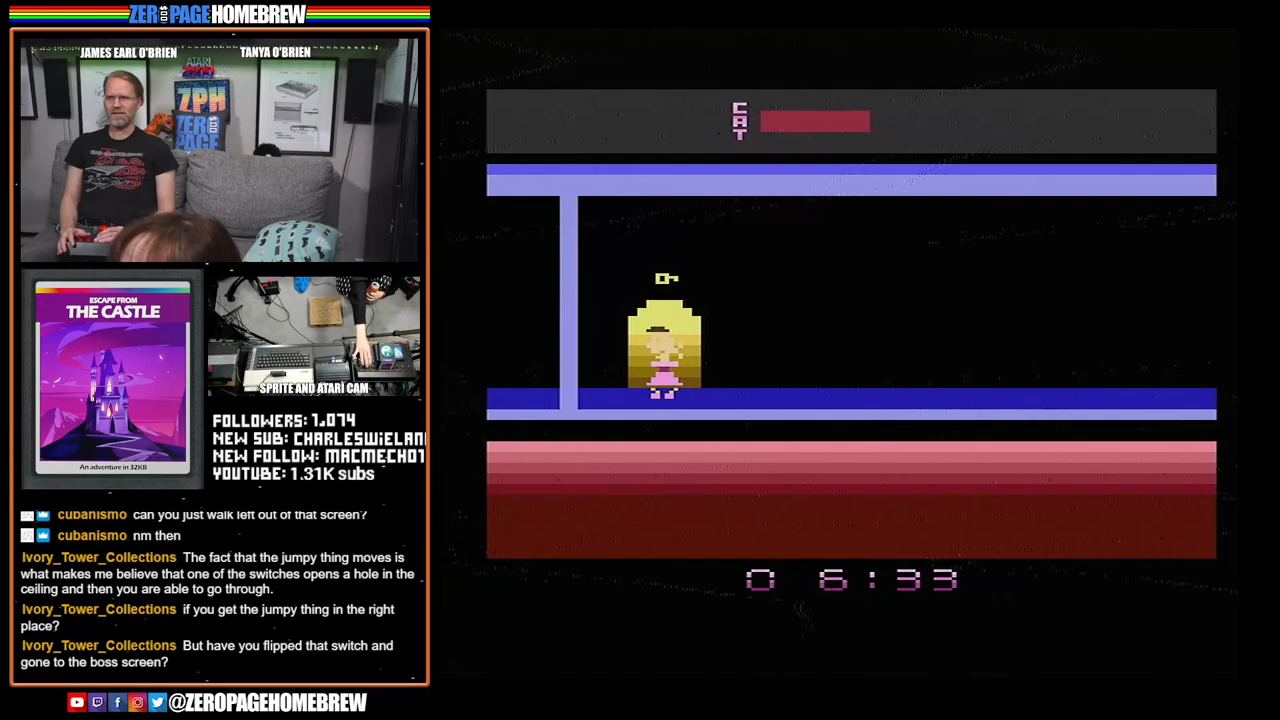 ZEROPAGE HOMEBREW
JAMES EARL O'BRIEN
TANYA O'BRIEN
ATARI
ZPH
ZERO
PAGE
CAT
ESCAPE FROM
THE CASTLE
An adventure in 32KB
SPRITE AND ATARI CAM
FOLLOWERS: 1,074
NEW SUB: CHARLESWIELAN
NEW FOLLOW: MACMECHOT
YOUTUBE: 1.31K subs
cubanismo can you just walk left out of that screen?
cubanismo nm then
Ivory_Tower_Collections The fact that the jumpy thing moves is
what makes me believe that one of the switches opens a hole in the
ceiling and then you are able to go through.
Ivory_Tower_Collections if you get the jumpy thing in the right
place?
Ivory_Tower_Collections But have you flipped that switch and
gone to the boss screen?
@ZEROPAGEHOMEBREW
0 6:33